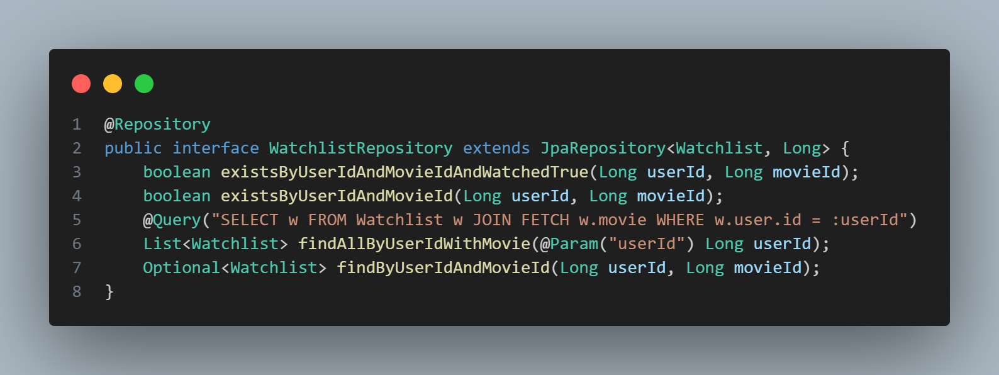 1 @Repository
2 public interface WatchlistRepository extends JpaRepository<Watchlist, Long> {
3     boolean existsByUserIdAndMovieIdAndWatchedTrue(Long userId, Long movieId);
4     boolean existsByUserIdAndMovieId(Long userId, Long movieId);
5     @Query("SELECT w FROM Watchlist w JOIN FETCH w.movie WHERE w.user.id = :userId")
6     List<Watchlist> findAllByUserIdWithMovie(@Param("userId") Long userId);
7     Optional<Watchlist> findByUserIdAndMovieId(Long userId, Long movieId);
8 }